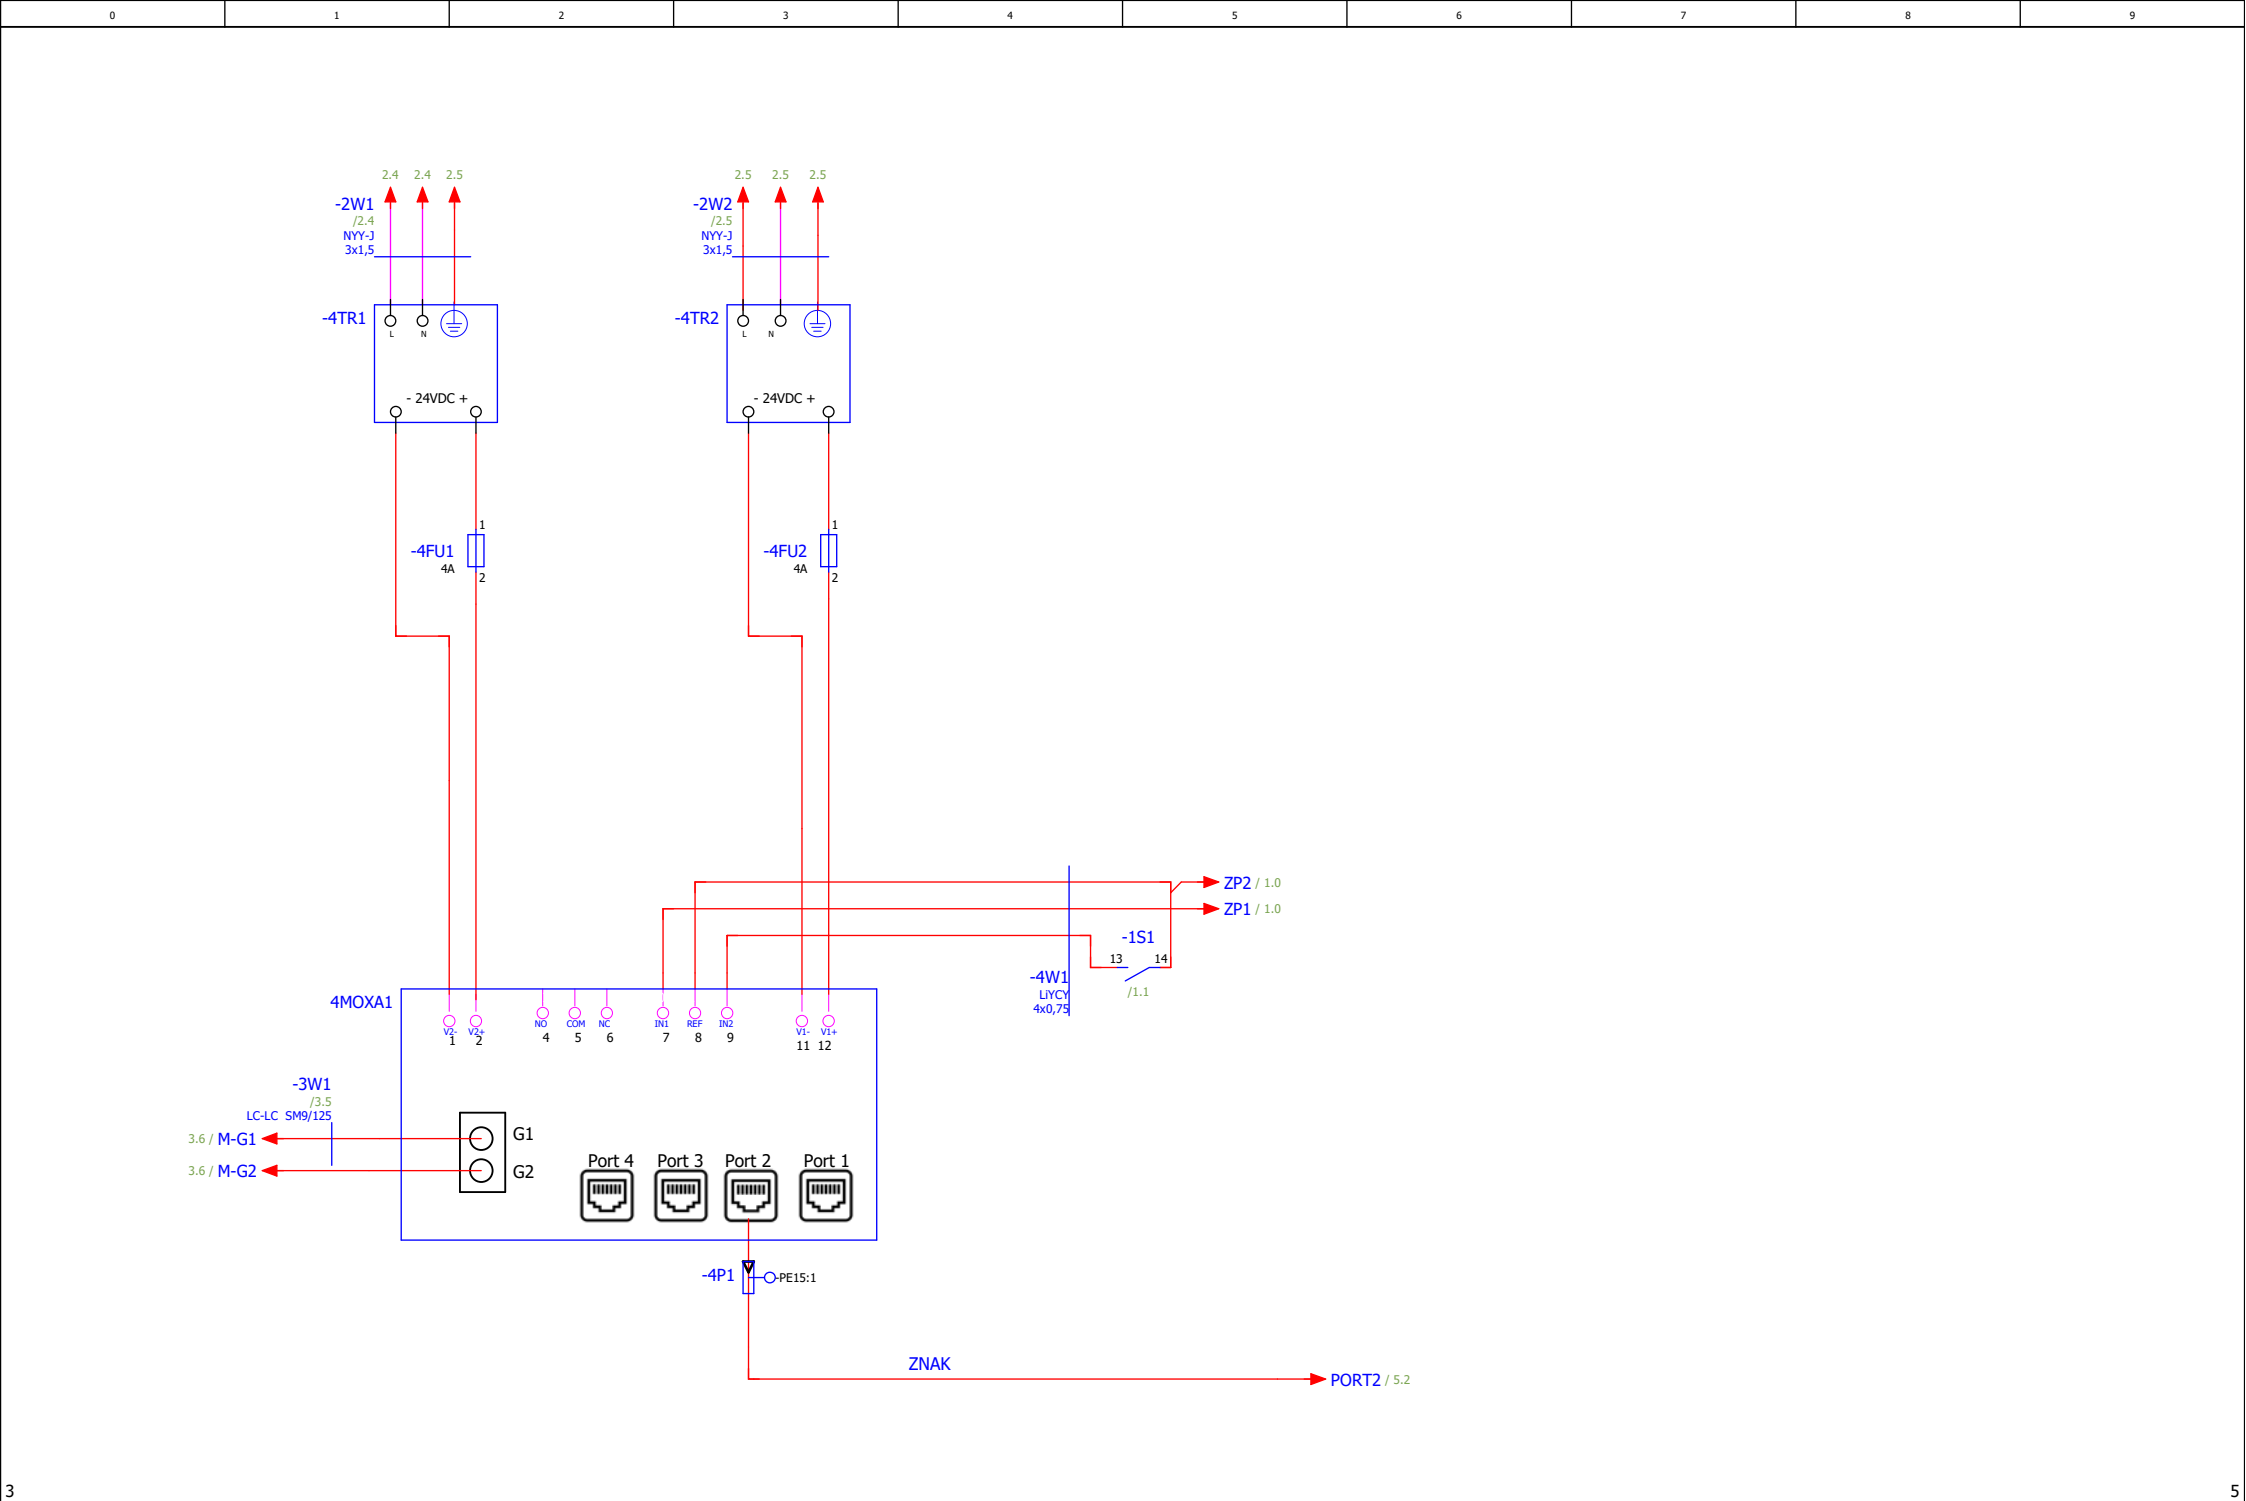 0 1 2 3 4 5 6 7 8 9
2.4 2.4 2.5
-2W1
/2.4
NYY-J
3x1,5
2.5 2.5 2.5
-2W2
/2.5
NYY-J
3x1,5
-4TR1
L N
- 24VDC +
-4TR2
L N
- 24VDC +
1
-4FU1
4A
2
1
-4FU2
4A
2
ZP2 / 1.0
ZP1 / 1.0
-1S1
13 14
/1.1
-4W1
LiYCY
4x0,75
4MOXA1
V2- V2+ NO COM NC IN1 REF IN2 V1- V1+
1 2 4 5 6 7 8 9 11 12
-3W1
/3.5
LC-LC SM9/125
3.6 / M-G1
3.6 / M-G2
G1
G2
Port 4 Port 3 Port 2 Port 1
-4P1
-PE15:1
ZNAK
PORT2 / 5.2
3 5